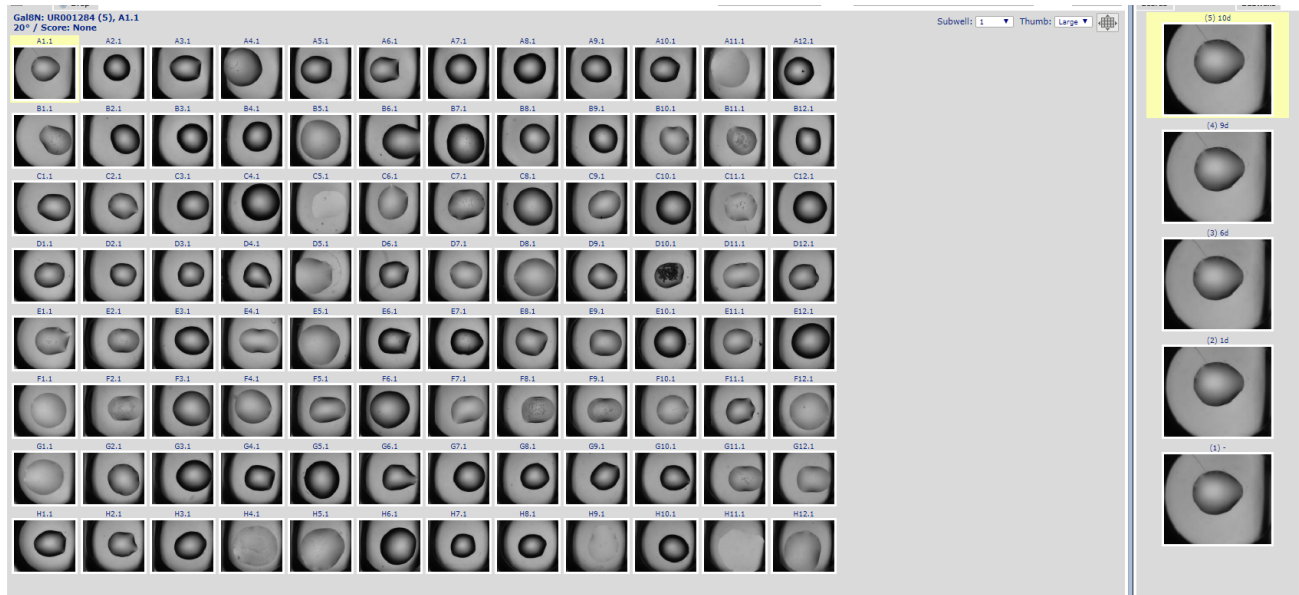 Gal8N: UR001284 (5), A1.1
20° / Score: None
Subwell: 1 Thumb: Large
A1.1 A2.1 A3.1 A4.1 A5.1 A6.1 A7.1 A8.1 A9.1 A10.1 A11.1 A12.1
B1.1 B2.1 B3.1 B4.1 B5.1 B6.1 B7.1 B8.1 B9.1 B10.1 B11.1 B12.1
C1.1 C2.1 C3.1 C4.1 C5.1 C6.1 C7.1 C8.1 C9.1 C10.1 C11.1 C12.1
D1.1 D2.1 D3.1 D4.1 D5.1 D6.1 D7.1 D8.1 D9.1 D10.1 D11.1 D12.1
E1.1 E2.1 E3.1 E4.1 E5.1 E6.1 E7.1 E8.1 E9.1 E10.1 E11.1 E12.1
F1.1 F2.1 F3.1 F4.1 F5.1 F6.1 F7.1 F8.1 F9.1 F10.1 F11.1 F12.1
G1.1 G2.1 G3.1 G4.1 G5.1 G6.1 G7.1 G8.1 G9.1 G10.1 G11.1 G12.1
H1.1 H2.1 H3.1 H4.1 H5.1 H6.1 H7.1 H8.1 H9.1 H10.1 H11.1 H12.1
(5) 10d
(4) 9d
(3) 6d
(2) 1d
(1) -